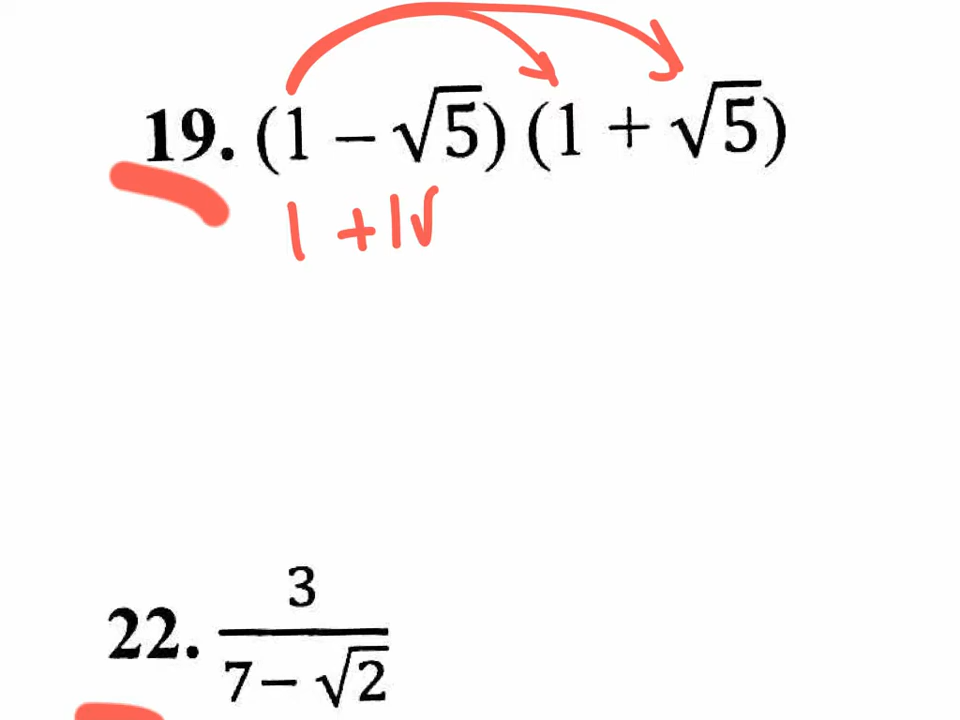 19. (1 − √5) (1 + √5)
1 + 1√
22. 3
7 − √2